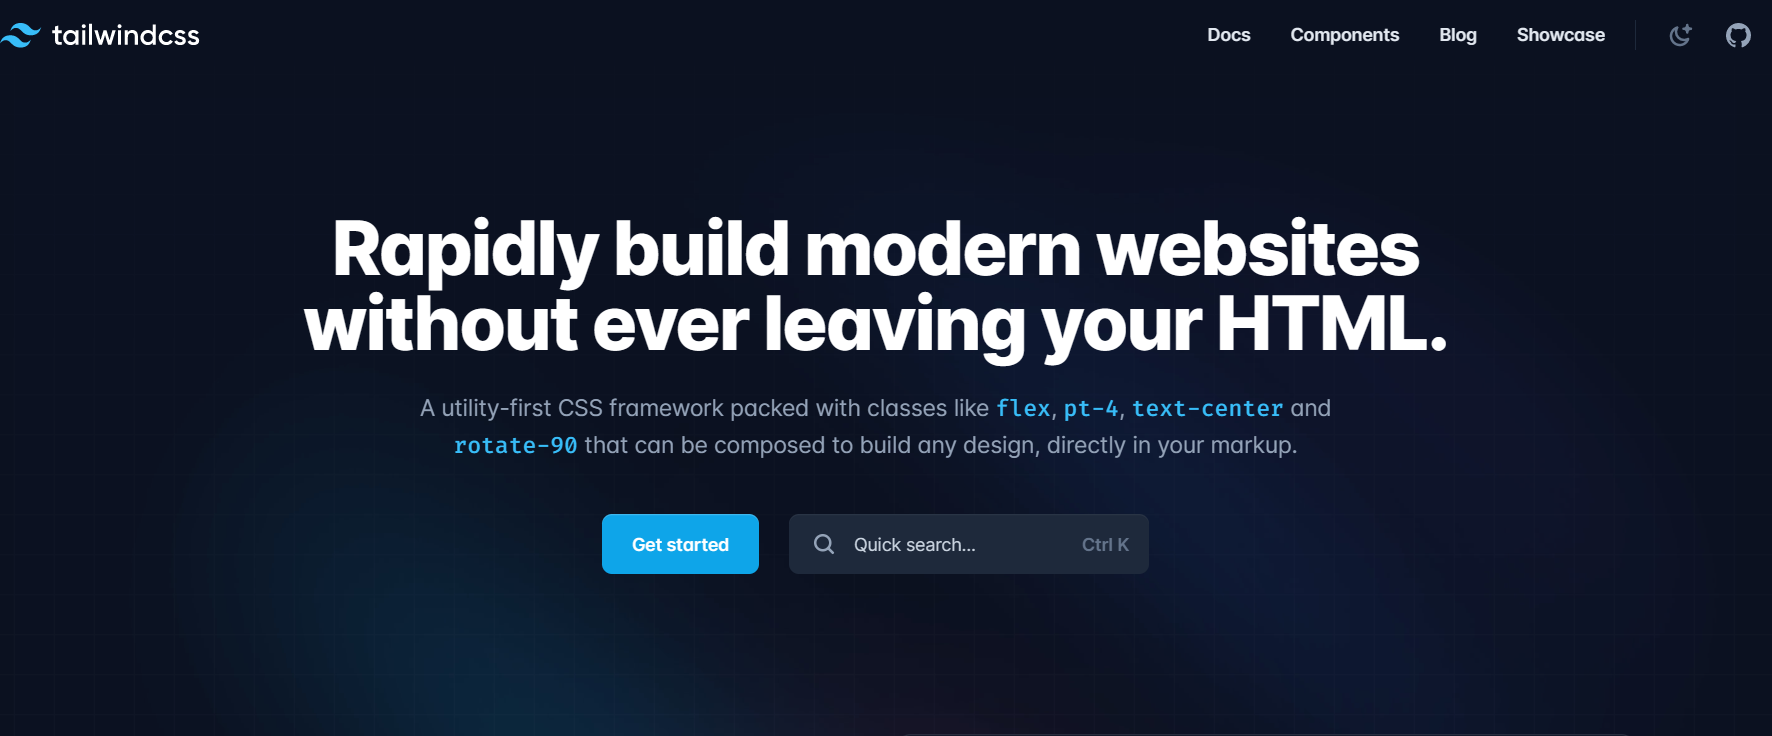 tailwindcss
Docs Components Blog Showcase
Rapidly build modern websites
without ever leaving your HTML.
A utility-first CSS framework packed with classes like flex, pt-4, text-center and
rotate-90 that can be composed to build any design, directly in your markup.
Get started
Quick search... Ctrl K